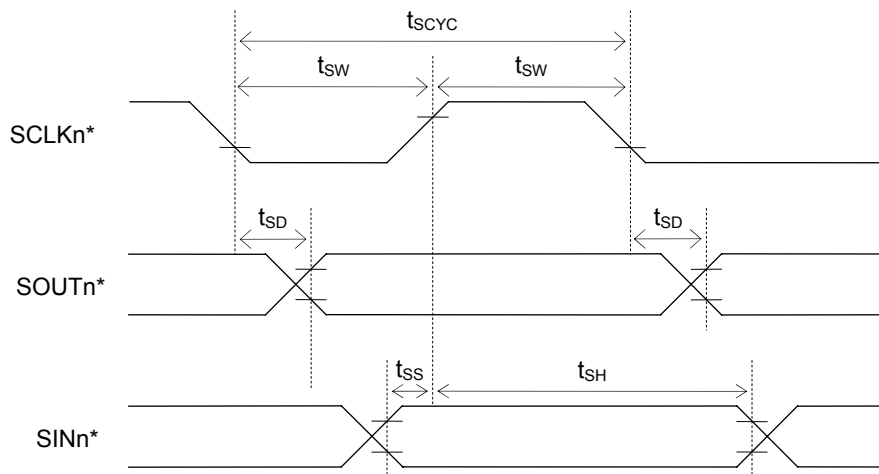 tSCYC
tSW tSW
SCLKn*
tSD tSD
SOUTn*
tSS tSH
SINn*